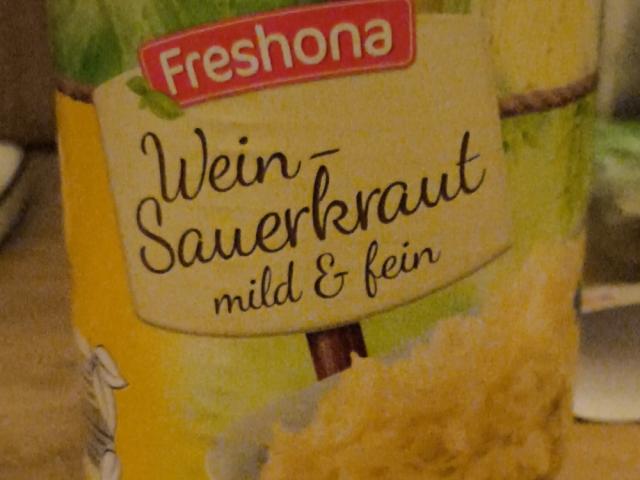 Freshona
Wein-
Sauerkraut
mild & fein